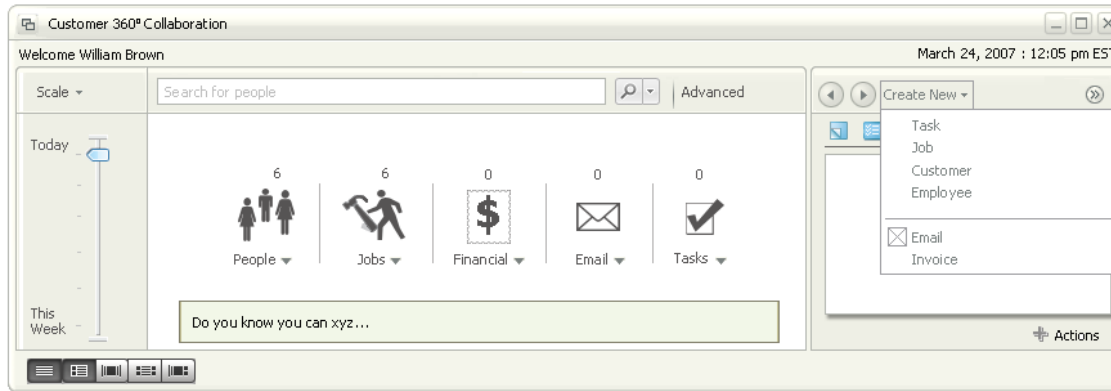 Customer 360º Collaboration
Welcome William Brown
March 24, 2007 : 12:05 pm EST
Scale
Search for people
Advanced
Create New
Today
This
Week
6
6
0
0
0
People
Jobs
Financial
Email
Tasks
Do you know you can xyz...
Task
Job
Customer
Employee
Email
Invoice
Actions